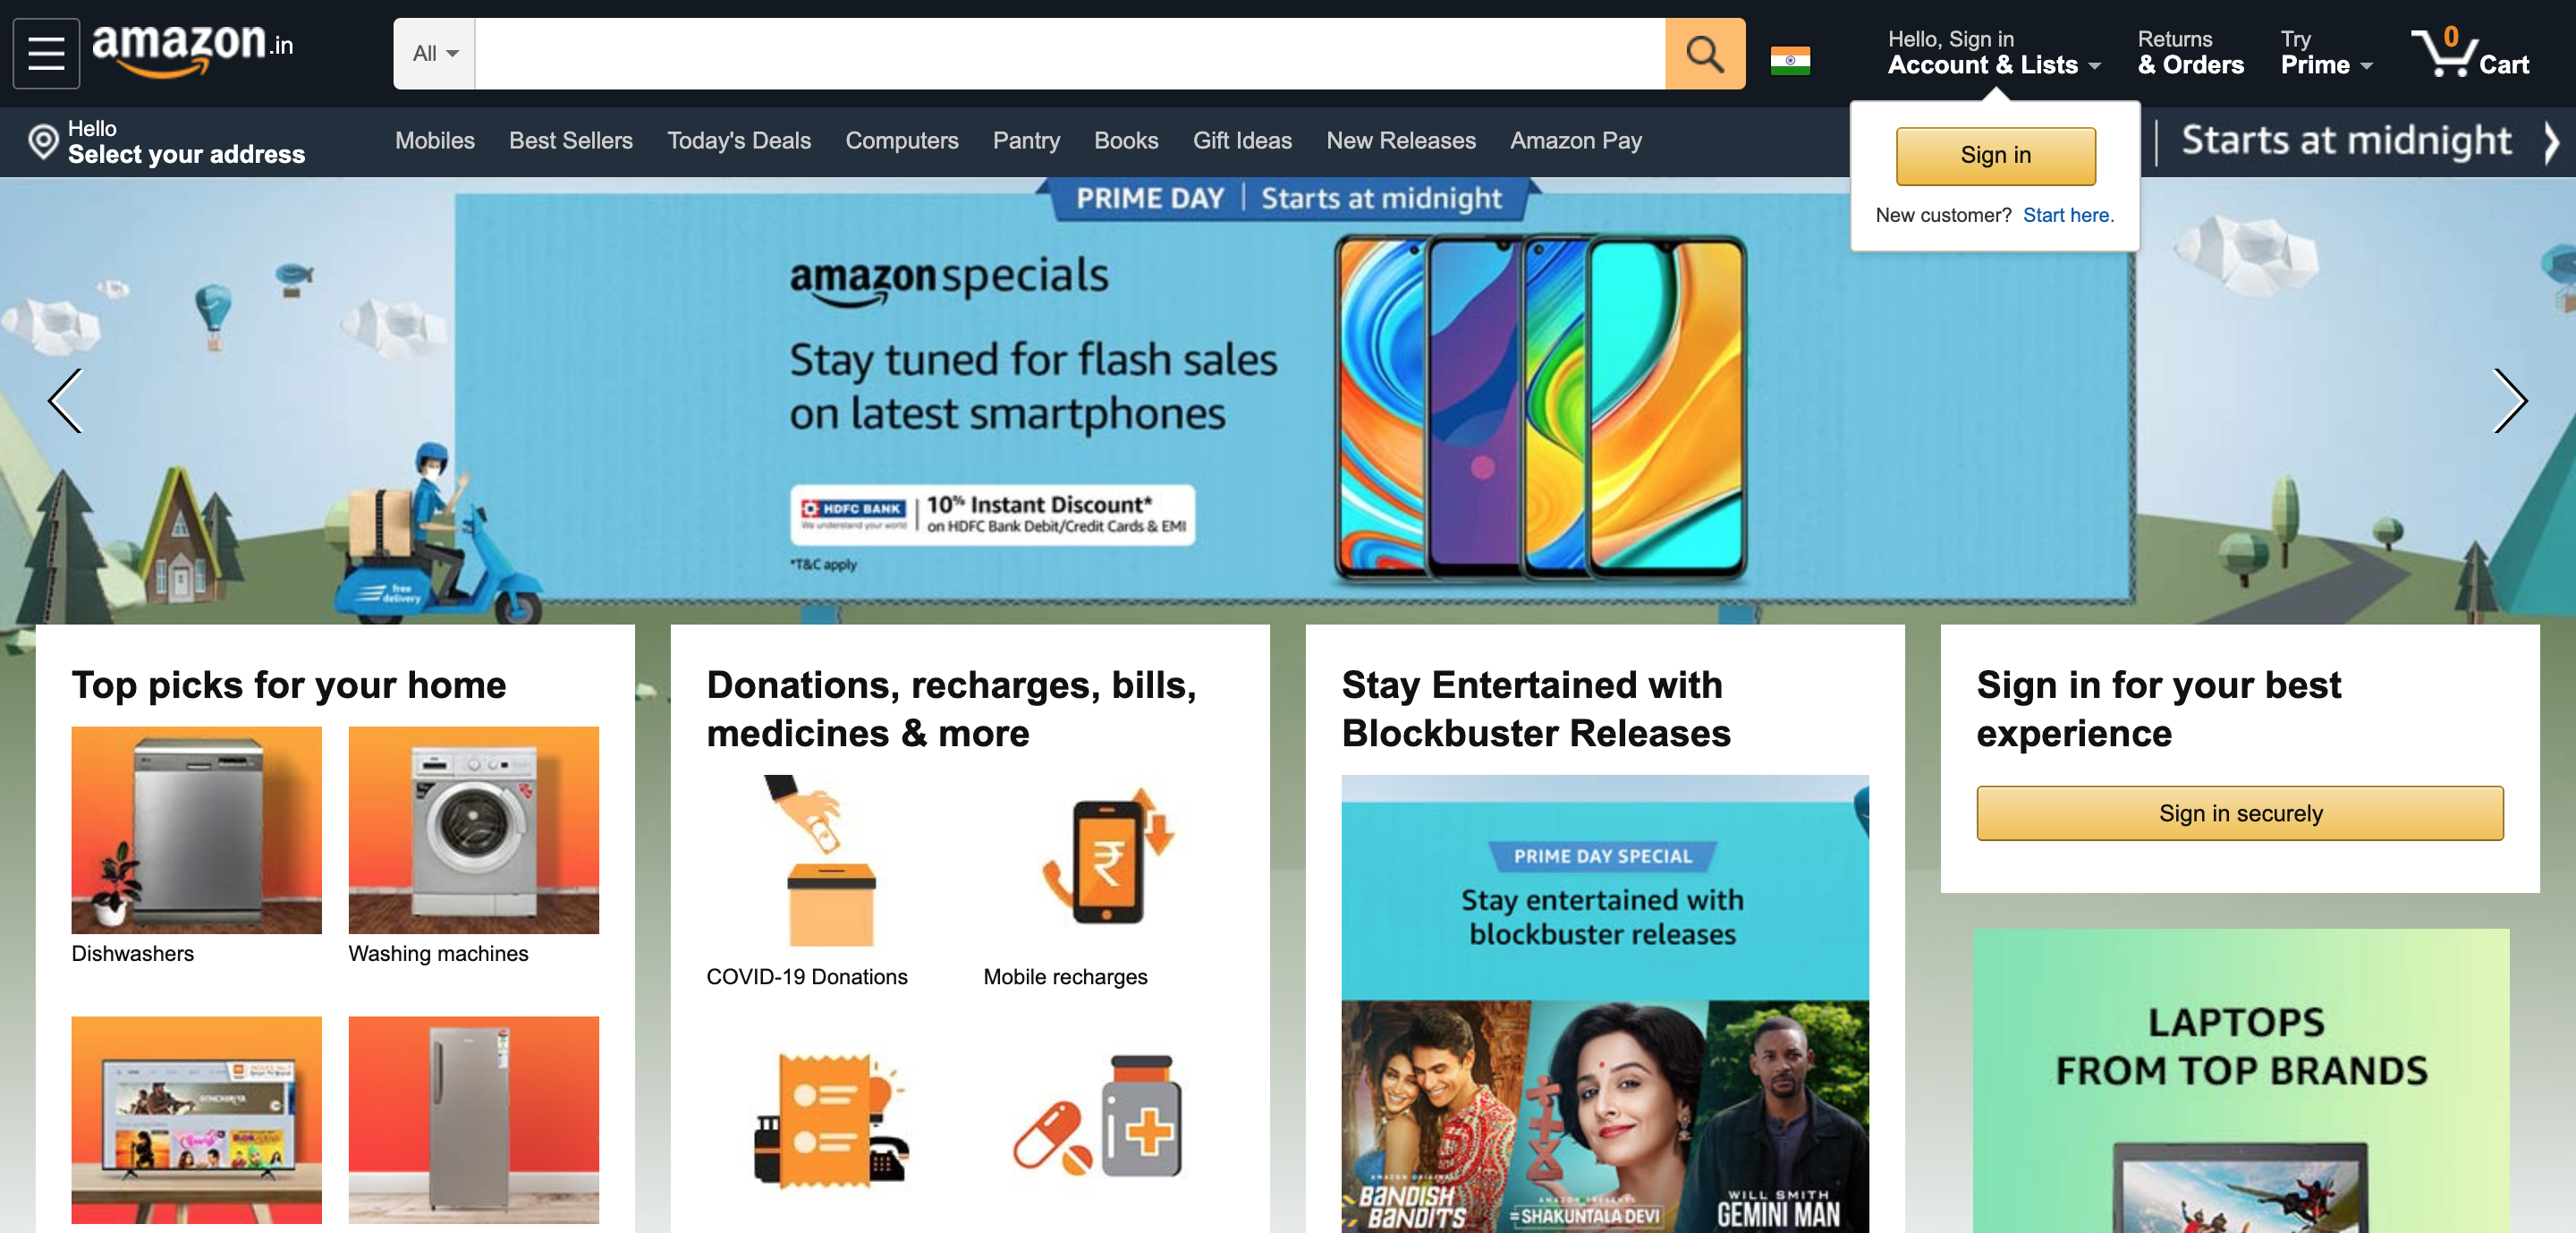 amazon.in
All
Hello, Sign in
Account & Lists
Returns
& Orders
Try
Prime
0
Cart
Hello
Select your address
Mobiles
Best Sellers
Today's Deals
Computers
Pantry
Books
Gift Ideas
New Releases
Amazon Pay
Starts at midnight
Sign in
New customer? Start here.
PRIME DAY | Starts at midnight
amazon specials
Stay tuned for flash sales
on latest smartphones
HDFC BANK
We understand your world
10% Instant Discount*
on HDFC Bank Debit/Credit Cards & EMI
*T&C apply
free
delivery
Top picks for your home
Dishwashers
Washing machines
Donations, recharges, bills,
medicines & more
COVID-19 Donations
Mobile recharges
Stay Entertained with
Blockbuster Releases
PRIME DAY SPECIAL
Stay entertained with
blockbuster releases
AMAZON ORIGINAL
BANDISH
BANDITS
AMAZON PRESENTS
SHAKUNTALA DEVI
WILL SMITH
GEMINI MAN
Sign in for your best
experience
Sign in securely
LAPTOPS
FROM TOP BRANDS